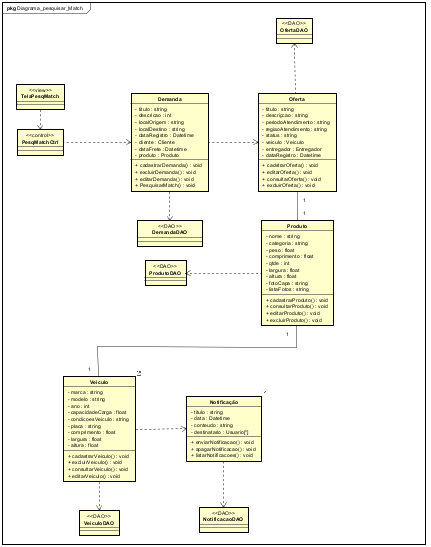 pkg Diagrama_pesquisar_Match
<<DAO>>
OfertaDAO
<<view>>
TelaPesqMatch
<<control>>
PesqMatchCtrl
Demanda
- titulo : string
- descricao : int
- localOrigem : string
- localDestino : string
- dataRegistro : Datetime
- cliente : Cliente
- dataFrete : Datetime
- produto : Produto
+ cadastrarDemanda() : void
+ excluirDemanda() : void
+ editarDemanda() : void
+ PesquisarMatch() : void
Oferta
- titulo : string
- descricao : string
- periodoAtendimento : string
- regiaoAtendimento : string
- status : string
- veiculo : Veiculo
- entregador : Entregador
- dataRegistro : Datetime
+ cadstrarOferta() : void
+ editarOferta() : void
+ consultarOferta() : void
+ excluirOferta() : void
1
1
<<DAO>>
DemandaDAO
<<DAO>>
ProdutoDAO
Produto
- nome : string
- categoria : string
- peso : float
- comprimento : float
- qtde : int
- largura : float
- altura : float
- fotoCapa : string
- listaFotos : string
+ cadastrarProduto() : void
+ consultarProduto() : void
+ editarProduto() : void
+ excluirProduto() : void
1
1
Veiculo
- marca : string
- modelo : string
- ano : int
- capacidadeCarga : float
- condicoesVeiculo : string
- placa : string
- comprimento : float
- largura : float
- altura : float
+ cadastrarVeiculo() : void
+ excluirVeiculo() : void
+ consultarVeiculo() : void
+ editarVeiculo() : void
Notificação
- titulo : string
- data : Datetime
- conteudo : string
- destinatario : Usuario[*]
+ enviarNotificacao() : void
+ apagarNotificacao() : void
+ listarNotificacoes() : void
<<DAO>>
VeiculoDAO
<<DAO>>
NotificacaoDAO